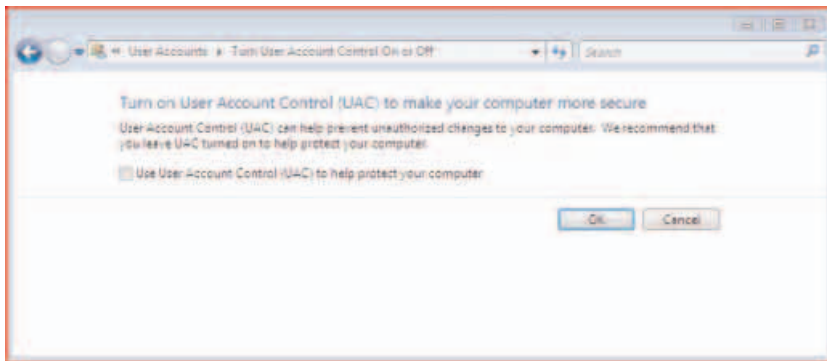 « User Accounts ▸ Turn User Account Control On or Off Search
Turn on User Account Control (UAC) to make your computer more secure
User Account Control (UAC) can help prevent unauthorized changes to your computer. We recommend that
you leave UAC turned on to help protect your computer.
Use User Account Control (UAC) to help protect your computer
OK Cancel